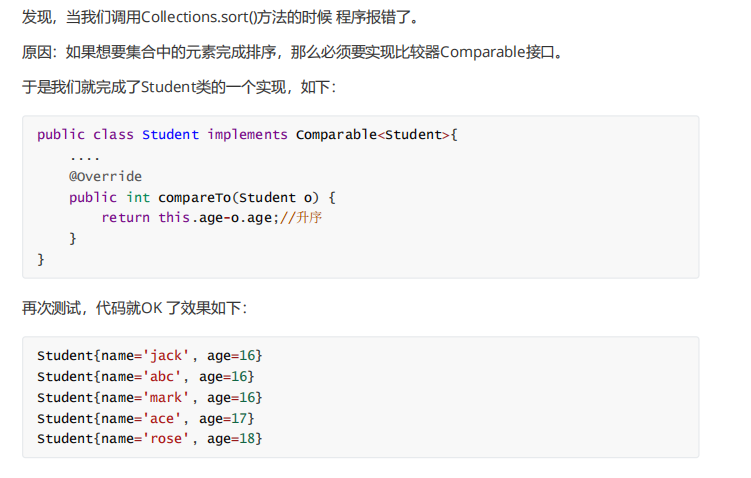 发现，当我们调用Collections.sort()方法的时候 程序报错了。
原因：如果想要集合中的元素完成排序，那么必须要实现比较器Comparable接口。
于是我们就完成了Student类的一个实现，如下：
public class Student implements Comparable<Student>{
    ....
    @Override
    public int compareTo(Student o) {
        return this.age-o.age;//升序
    }
}
再次测试，代码就OK 了效果如下：
Student{name='jack', age=16}
Student{name='abc', age=16}
Student{name='mark', age=16}
Student{name='ace', age=17}
Student{name='rose', age=18}